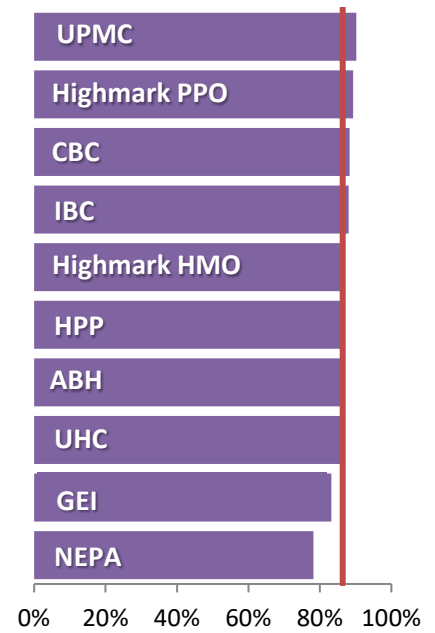 UPMC
Highmark PPO
CBC
IBC
Highmark HMO
HPP
ABH
UHC
GEI
NEPA
0% 20% 40% 60% 80% 100%